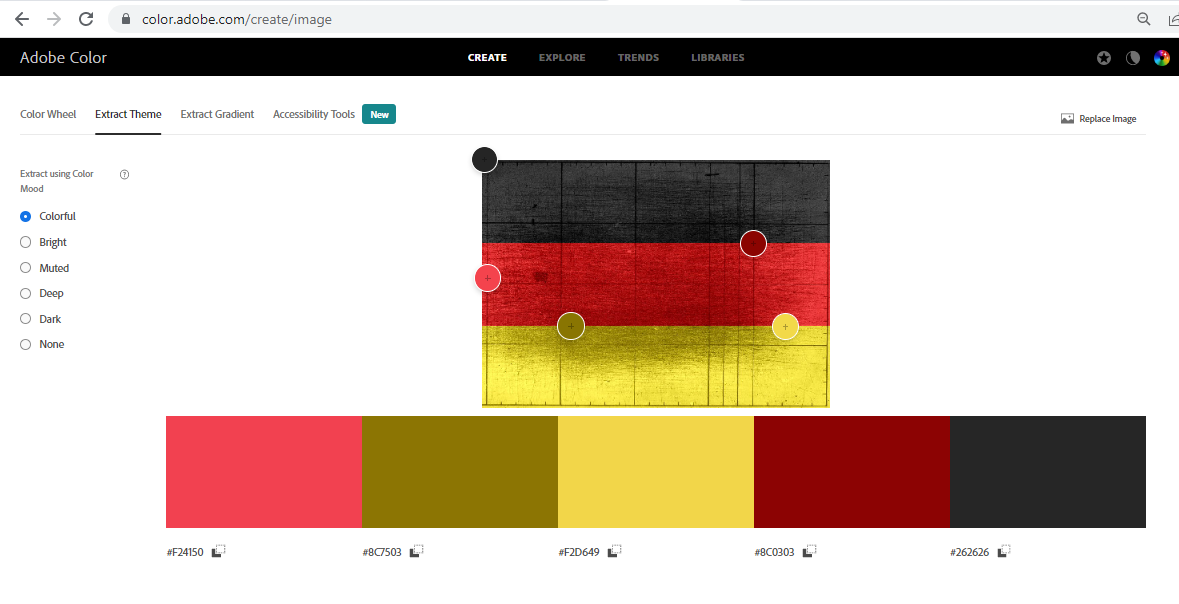 color.adobe.com/create/image
Adobe Color
CREATE EXPLORE TRENDS LIBRARIES
Color Wheel Extract Theme Extract Gradient Accessibility Tools New
Replace Image
Extract using Color
Mood
Colorful
Bright
Muted
Deep
Dark
None
#F24150 #8C7503 #F2D649 #8C0303 #262626